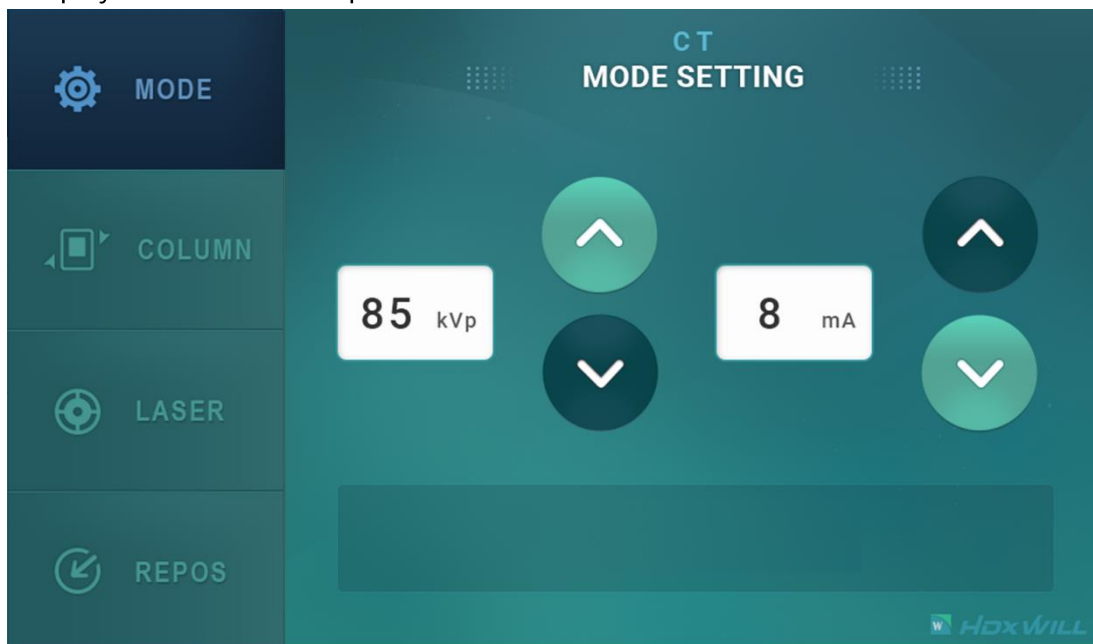 MODE
COLUMN
LASER
REPOS
CT
MODE SETTING
85 kVp
8 mA
HDXWILL